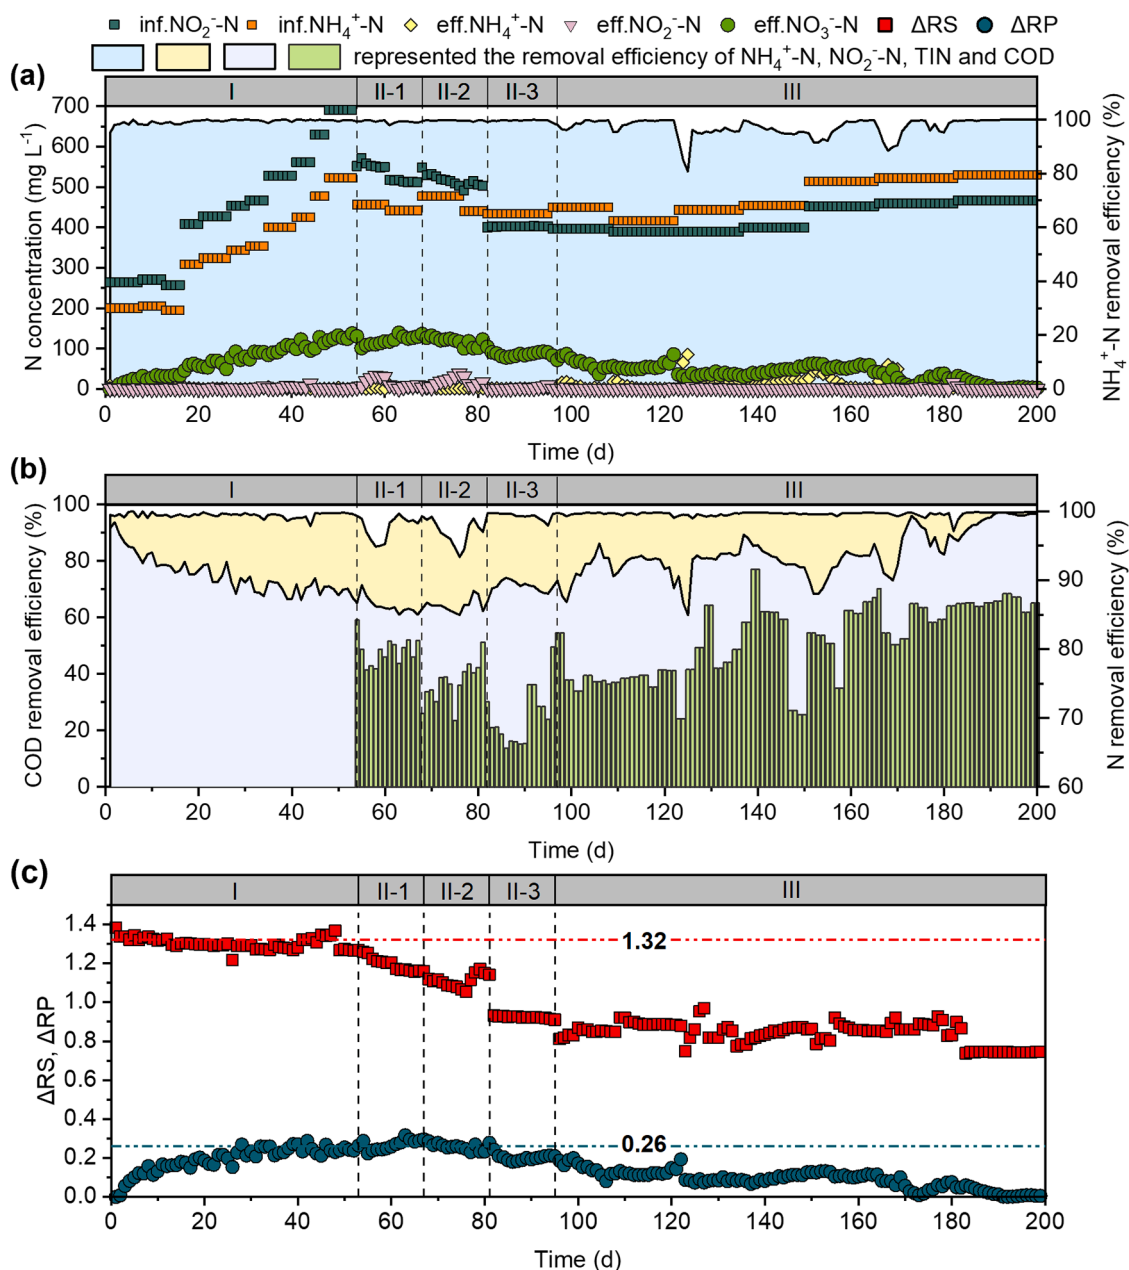 inf.NO₂⁻-N inf.NH₄⁺-N eff.NH₄⁺-N eff.NO₂⁻-N eff.NO₃⁻-N ΔRS ΔRP
represented the removal efficiency of NH₄⁺-N, NO₂⁻-N, TIN and COD
(a)
I II-1 II-2 II-3 III
N concentration (mg L⁻¹)
700
600
500
400
300
200
100
0
100
80
60
40
20
0
NH₄⁺-N removal efficiency (%)
0 20 40 60 80 100 120 140 160 180 200
Time (d)
(b)
I II-1 II-2 II-3 III
COD removal efficiency (%)
100
80
60
40
20
0
100
90
80
70
60
N removal efficiency (%)
0 20 40 60 80 100 120 140 160 180 200
Time (d)
(c)
I II-1 II-2 II-3 III
ΔRS, ΔRP
1.4
1.2
1.0
0.8
0.6
0.4
0.2
0.0
1.32
0.26
0 20 40 60 80 100 120 140 160 180 200
Time (d)